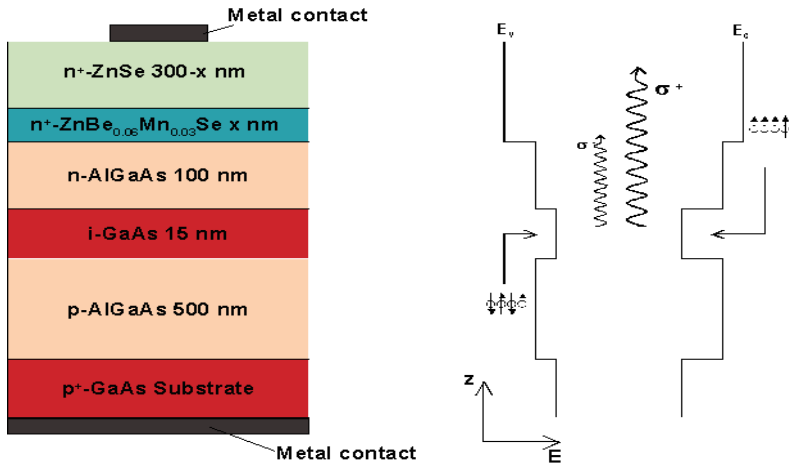 Metal contact
n⁺-ZnSe 300-x nm
n⁺-ZnBe₀.₀₆Mn₀.₀₃Se x nm
n-AlGaAs 100 nm
i-GaAs 15 nm
p-AlGaAs 500 nm
p⁺-GaAs Substrate
Metal contact
Eᵥ
E꜀
σ⁺
σ
z
E